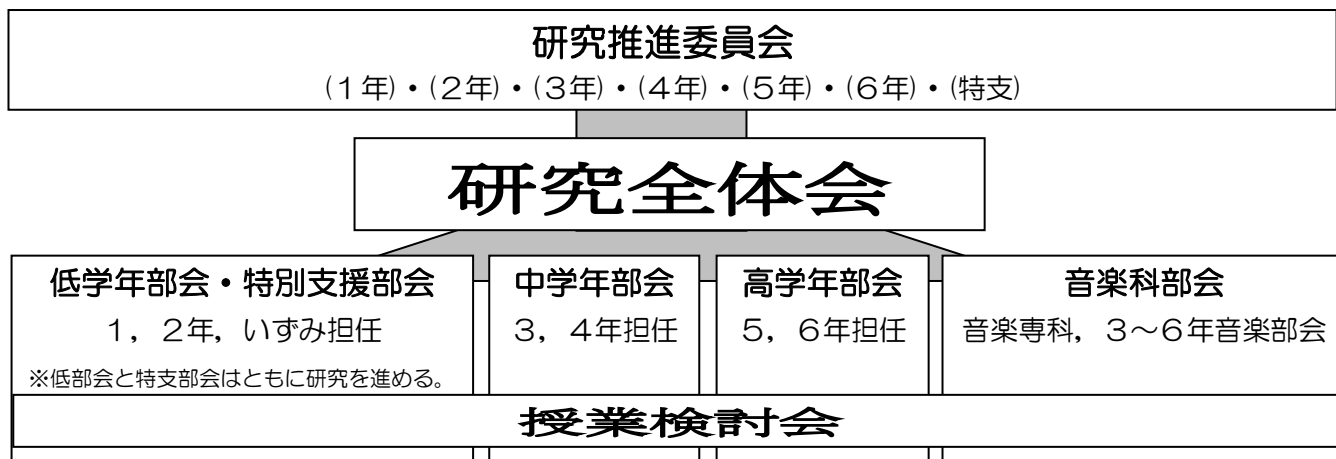 研究推進委員会
(１年)・(２年)・(３年)・(４年)・(５年)・(６年)・(特支)
研究全体会
低学年部会・特別支援部会
１，２年，いずみ担任
※低部会と特支部会はともに研究を進める。
中学年部会
３，４年担任
高学年部会
５，６年担任
音楽科部会
音楽専科，３～６年音楽部会
授業検討会